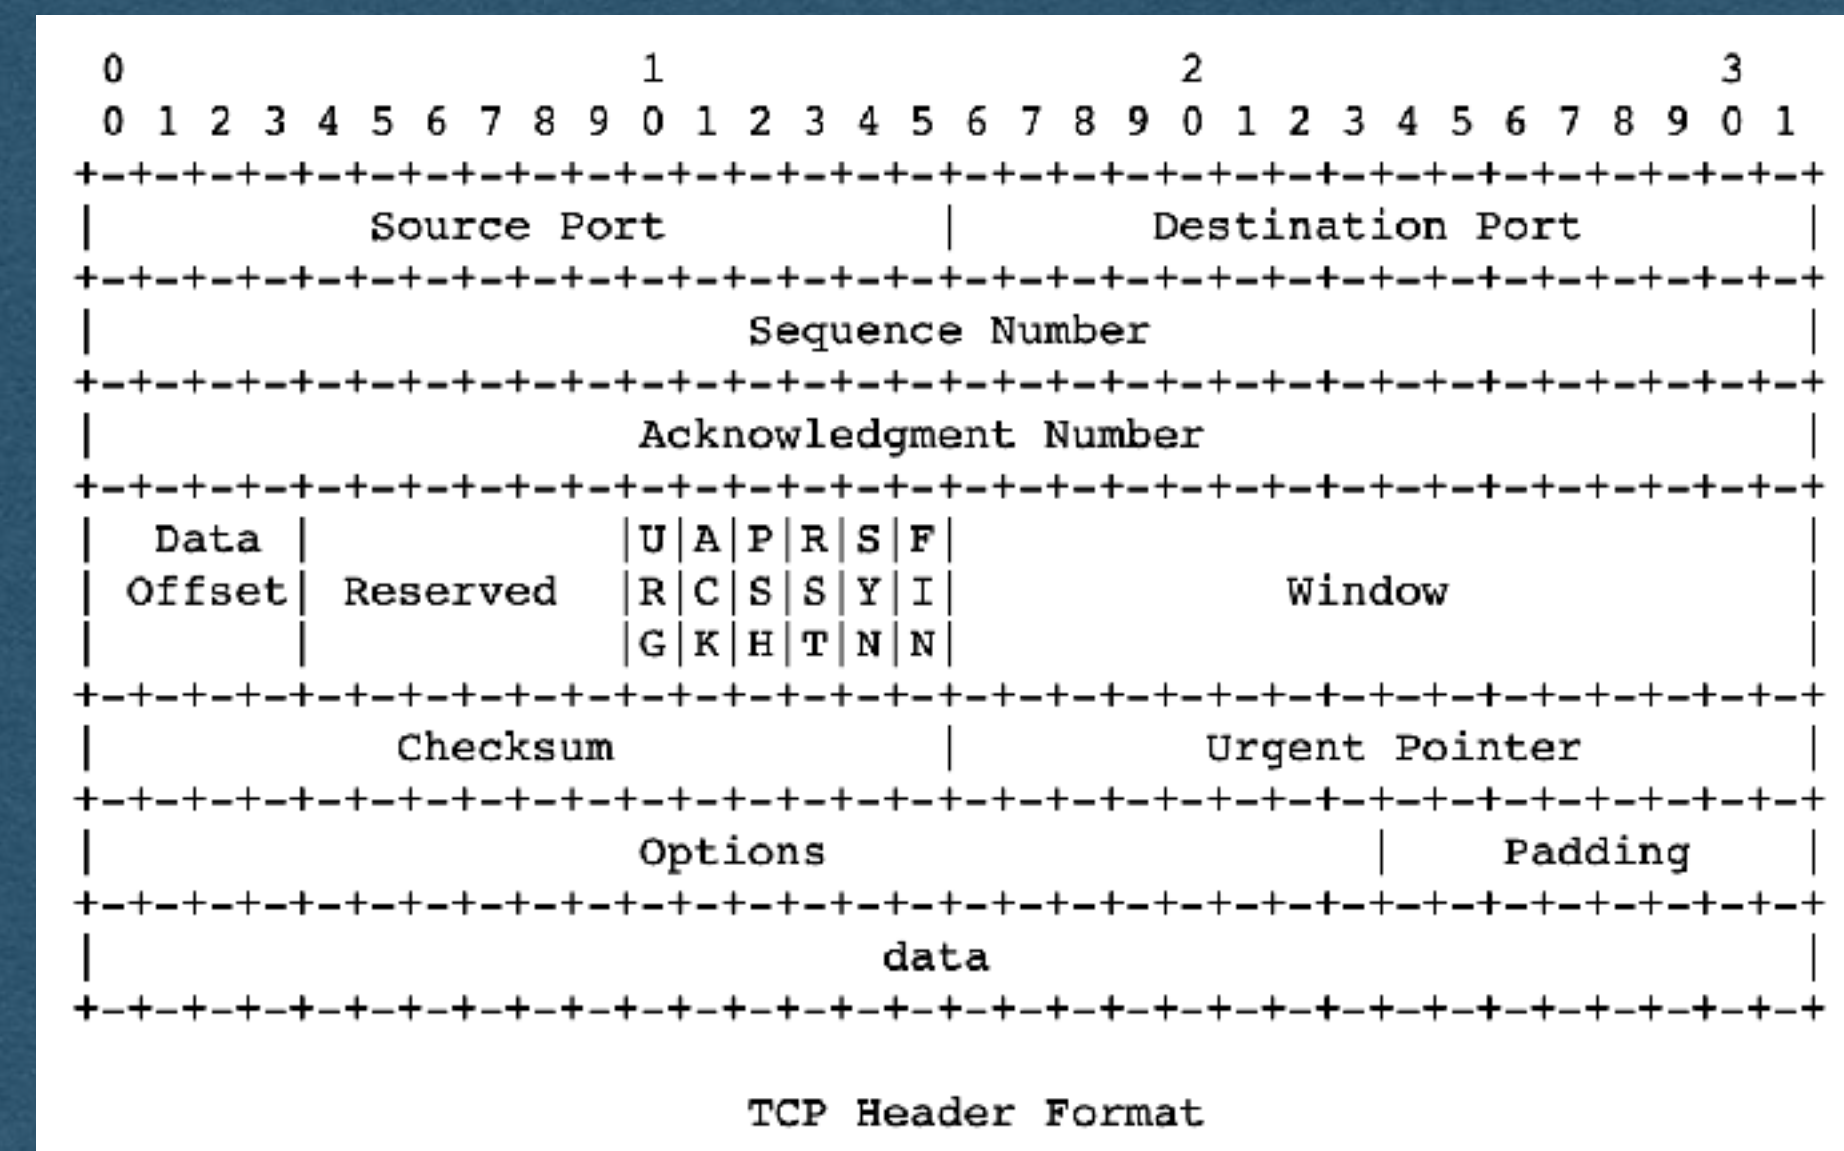 0                   1                   2                   3
0 1 2 3 4 5 6 7 8 9 0 1 2 3 4 5 6 7 8 9 0 1 2 3 4 5 6 7 8 9 0 1
+-+-+-+-+-+-+-+-+-+-+-+-+-+-+-+-+-+-+-+-+-+-+-+-+-+-+-+-+-+-+-+-+
|          Source Port          |       Destination Port        |
+-+-+-+-+-+-+-+-+-+-+-+-+-+-+-+-+-+-+-+-+-+-+-+-+-+-+-+-+-+-+-+-+
|                        Sequence Number                        |
+-+-+-+-+-+-+-+-+-+-+-+-+-+-+-+-+-+-+-+-+-+-+-+-+-+-+-+-+-+-+-+-+
|                    Acknowledgment Number                      |
+-+-+-+-+-+-+-+-+-+-+-+-+-+-+-+-+-+-+-+-+-+-+-+-+-+-+-+-+-+-+-+-+
|  Data |           |U|A|P|R|S|F|                               |
| Offset| Reserved  |R|C|S|S|Y|I|            Window             |
|       |           |G|K|H|T|N|N|                               |
+-+-+-+-+-+-+-+-+-+-+-+-+-+-+-+-+-+-+-+-+-+-+-+-+-+-+-+-+-+-+-+-+
|           Checksum            |         Urgent Pointer        |
+-+-+-+-+-+-+-+-+-+-+-+-+-+-+-+-+-+-+-+-+-+-+-+-+-+-+-+-+-+-+-+-+
|                    Options                    |    Padding    |
+-+-+-+-+-+-+-+-+-+-+-+-+-+-+-+-+-+-+-+-+-+-+-+-+-+-+-+-+-+-+-+-+
|                             data                              |
+-+-+-+-+-+-+-+-+-+-+-+-+-+-+-+-+-+-+-+-+-+-+-+-+-+-+-+-+-+-+-+-+
TCP Header Format